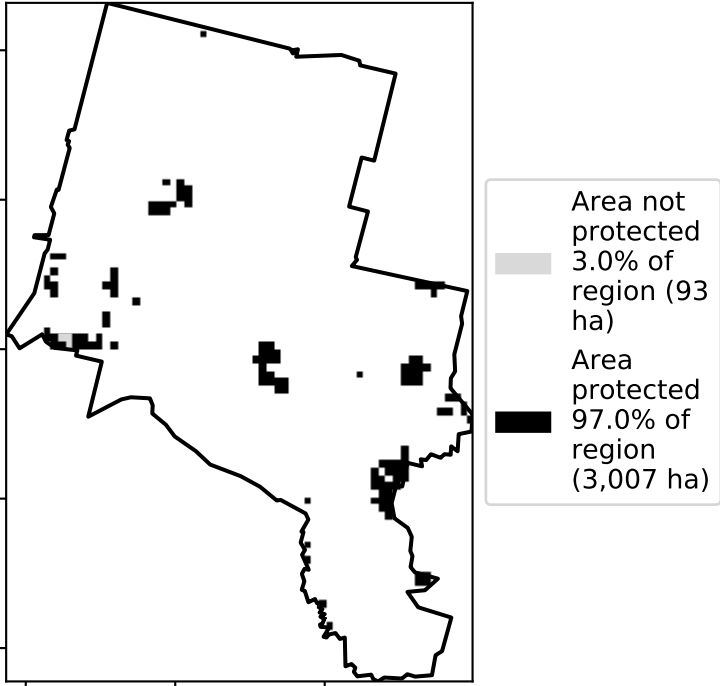 Area not
protected
3.0% of
region (93
ha)
Area
protected
97.0% of
region
(3,007 ha)